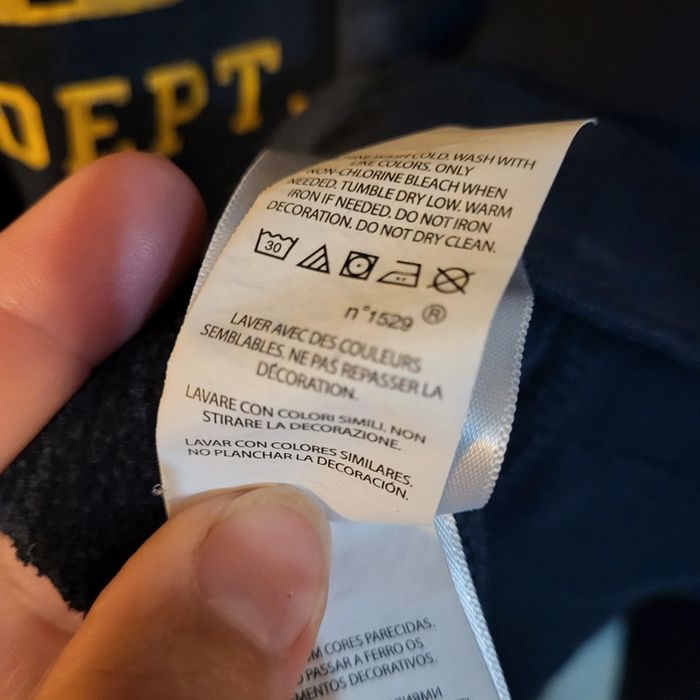 DEPT.
WASH COLD. WASH WITH
LIKE COLORS, ONLY
NON-CHLORINE BLEACH WHEN
NEEDED. TUMBLE DRY LOW. WARM
IRON IF NEEDED. DO NOT IRON
DECORATION. DO NOT DRY CLEAN.
30
n°1529 ®
LAVER AVEC DES COULEURS
SEMBLABLES. NE PAS REPASSER LA
DÉCORATION.
LAVARE CON COLORI SIMILI. NON
STIRARE LA DECORAZIONE.
LAVAR CON COLORES SIMILARES.
NO PLANCHAR LA DECORACIÓN.
CORES PARECIDAS.
PASSAR A FERRO OS
MENTOS DECORATIVOS.